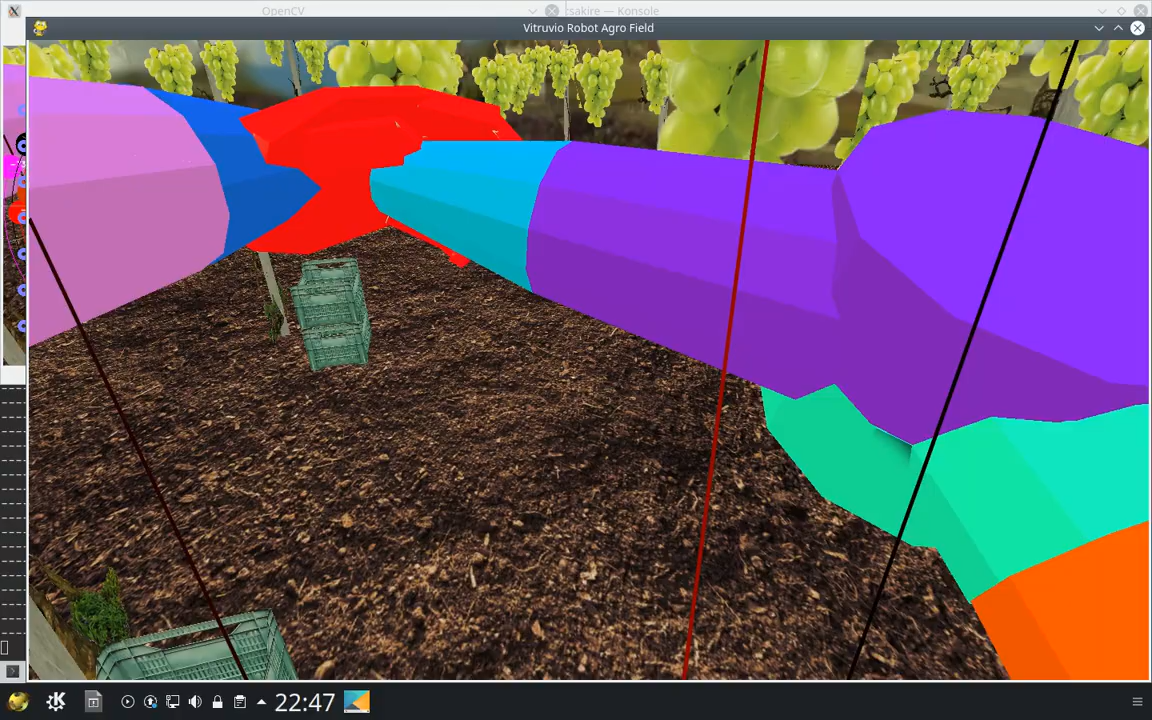 OpenCV
:sakire — Konsole
Vitruvio Robot Agro Field
22:47